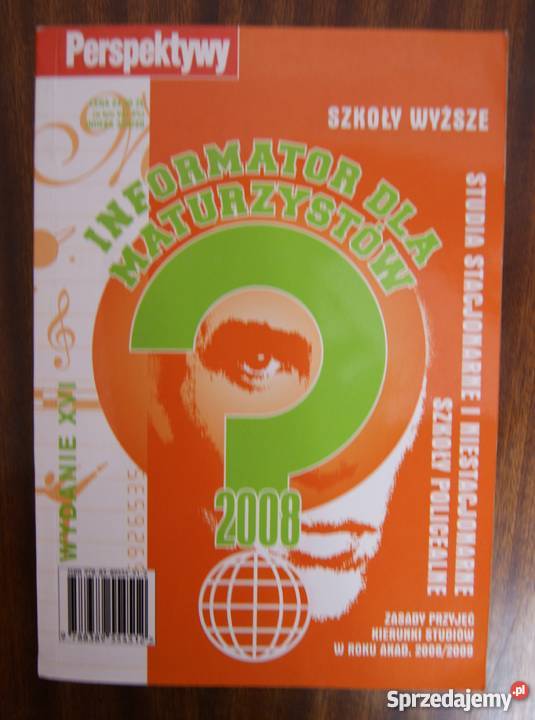 Perspektywy
SZKOŁY WYŻSZE
INFORMATOR DLA
MATURZYSTÓW
STUDIA STACJONARNE I NIESTACJONARNE
SZKOŁY POLICEALNE
WYDANIE XVI
2008
ZASADY PRZYJĘĆ
KIERUNKI STUDIÓW
W ROKU AKAD. 2008/2009
Sprzedajemy.pl